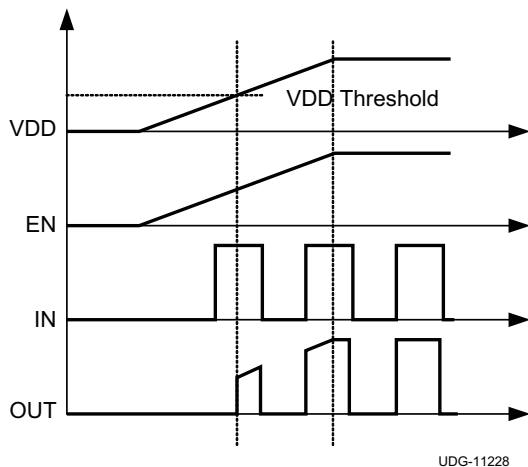 VDD Threshold
VDD
EN
IN
OUT
UDG-11228